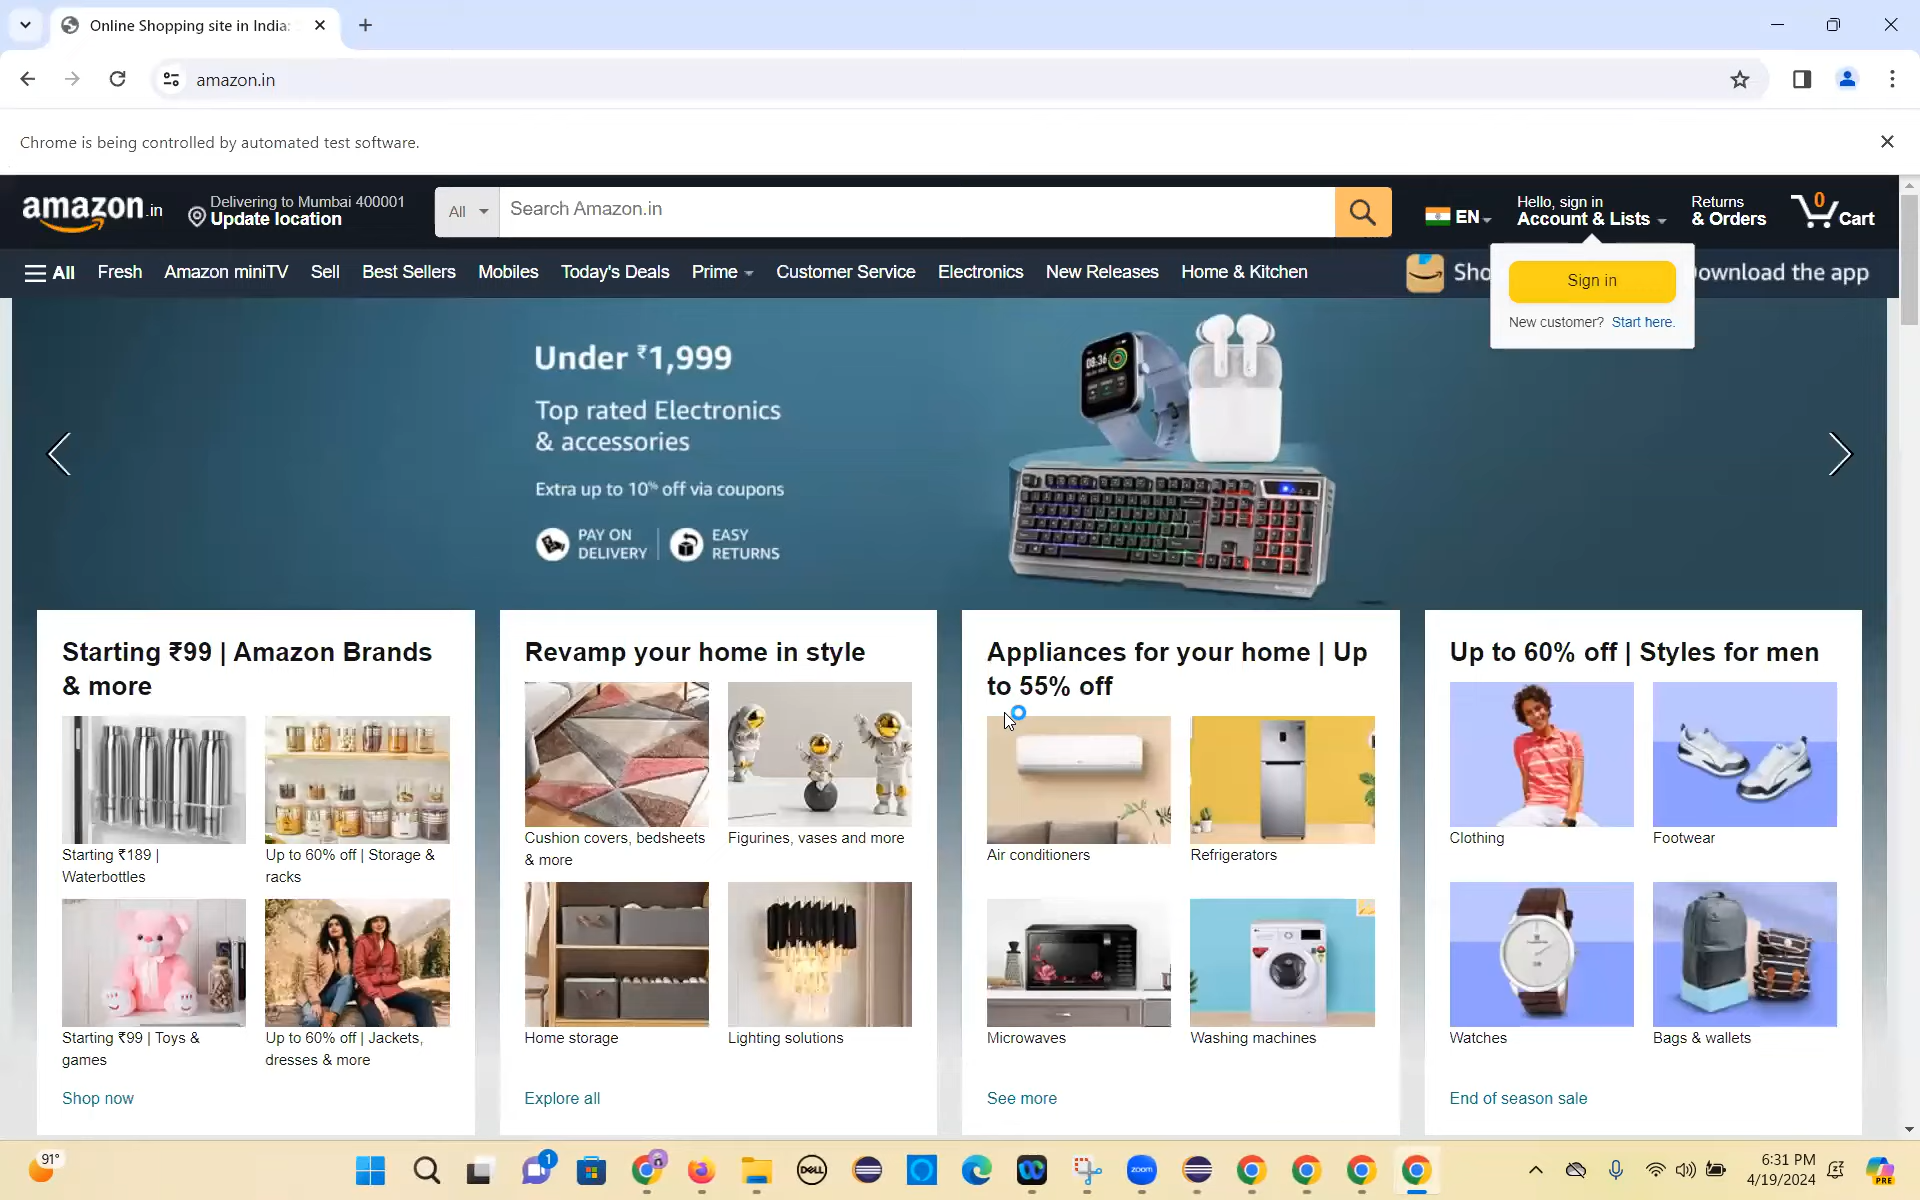 Online Shopping site in India:
amazon.in
Chrome is being controlled by automated test software.
amazon.in
Delivering to Mumbai 400001
Update location
All
Search Amazon.in
EN
Hello, sign in
Account & Lists
Returns
& Orders
0
Cart
All Fresh Amazon miniTV Sell Best Sellers Mobiles Today's Deals Prime Customer Service Electronics New Releases Home & Kitchen
Sho
ownload the app
Sign in
New customer? Start here.
Under ₹1,999
Top rated Electronics
& accessories
Extra up to 10% off via coupons
PAY ON
DELIVERY
EASY
RETURNS
08:36
Starting ₹99 | Amazon Brands
& more
Starting ₹189 |
Waterbottles
Up to 60% off | Storage &
racks
Starting ₹99 | Toys &
games
Up to 60% off | Jackets,
dresses & more
Shop now
Revamp your home in style
Cushion covers, bedsheets
& more
Figurines, vases and more
Home storage
Lighting solutions
Explore all
Appliances for your home | Up
to 55% off
Air conditioners
Refrigerators
Microwaves
Washing machines
See more
Up to 60% off | Styles for men
Clothing
Footwear
Watches
Bags & wallets
End of season sale
91°
1
DELL
zoom
6:31 PM
4/19/2024
PRE